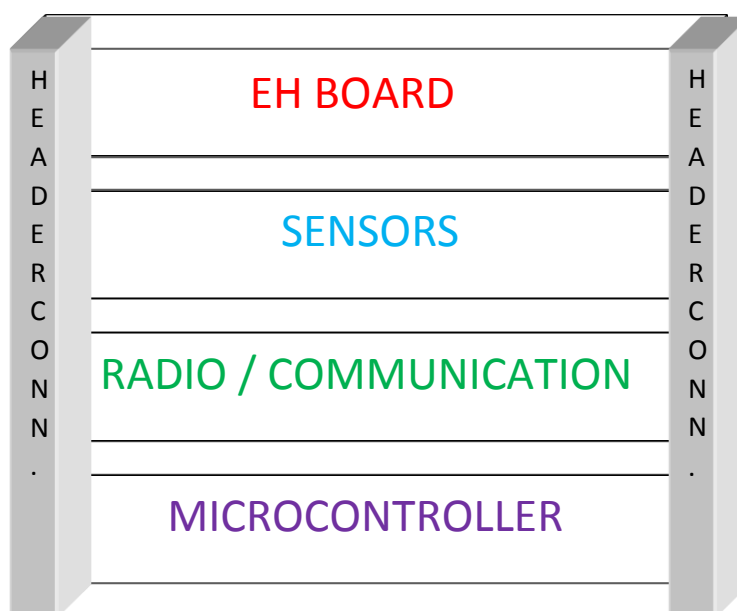 HEADERCONN.
EH BOARD
SENSORS
RADIO / COMMUNICATION
MICROCONTROLLER
HEADERCONN.